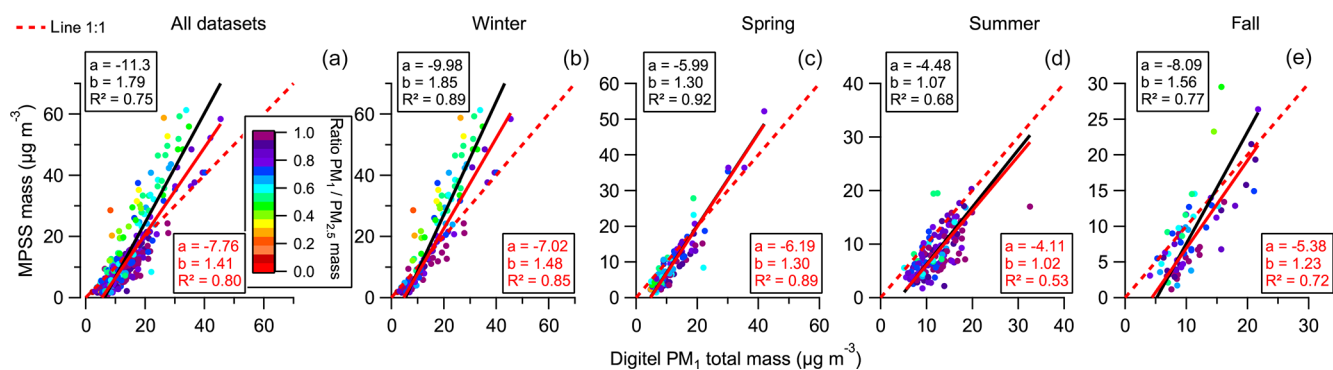 Line 1:1
All datasets
Winter
Spring
Summer
Fall
MPSS mass (µg m⁻³)
(a)
a = -11.3
b = 1.79
R² = 0.75
60
40
20
0
a = -7.76
b = 1.41
R² = 0.80
0 20 40 60
1.0
0.8
0.6
0.4
0.2
0.0
Ratio PM₁ / PM₂,₅ mass
(b)
a = -9.98
b = 1.85
R² = 0.89
60
40
20
0
a = -7.02
b = 1.48
R² = 0.85
0 20 40 60
(c)
a = -5.99
b = 1.30
R² = 0.92
60
50
40
30
20
10
0
a = -6.19
b = 1.30
R² = 0.89
0 20 40 60
(d)
a = -4.48
b = 1.07
R² = 0.68
40
30
20
10
0
a = -4.11
b = 1.02
R² = 0.53
0 10 20 30 40
(e)
a = -8.09
b = 1.56
R² = 0.77
30
25
20
15
10
5
0
a = -5.38
b = 1.23
R² = 0.72
0 10 20 30
Digitel PM₁ total mass (µg m⁻³)